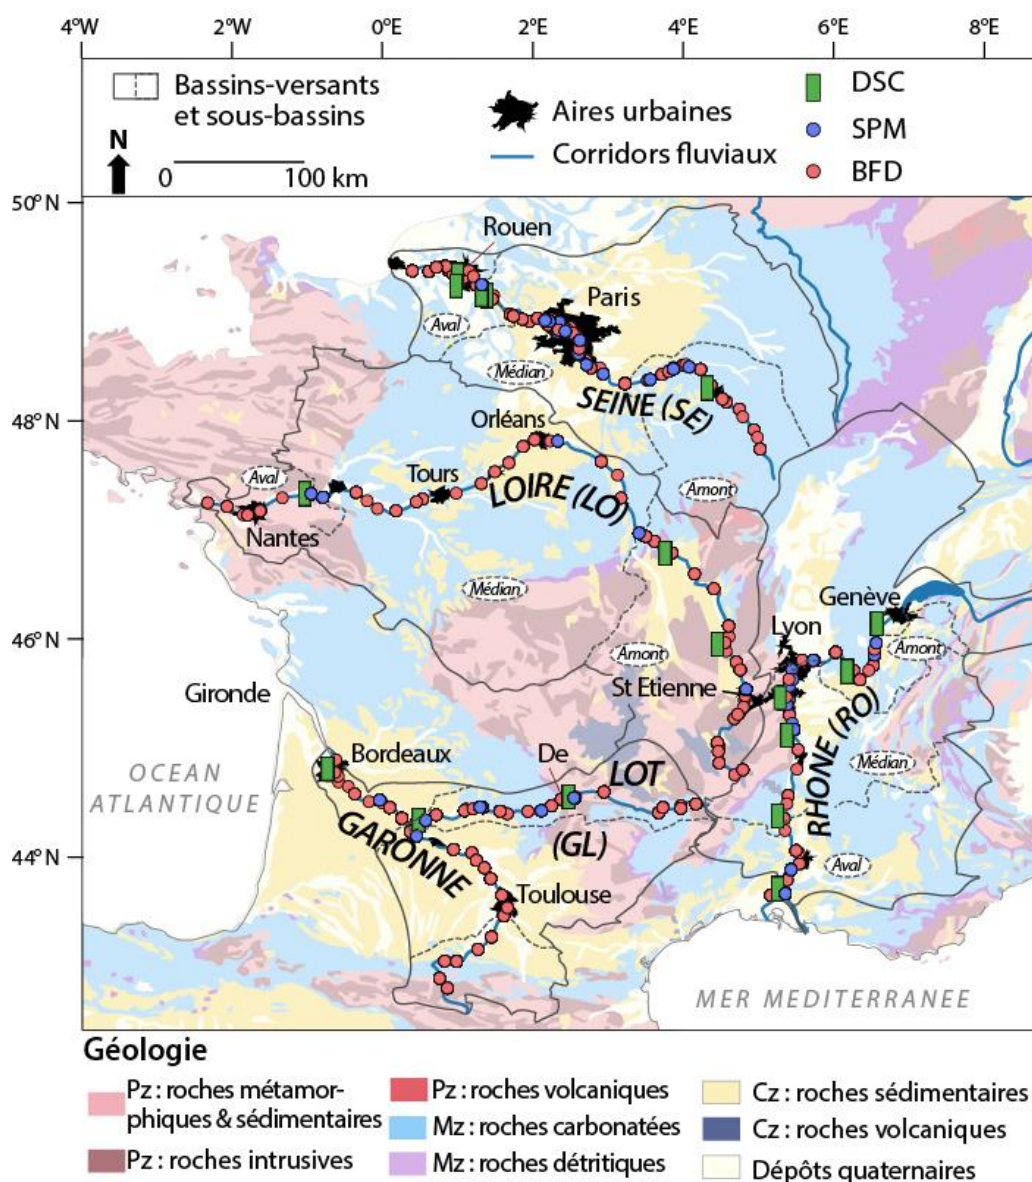 4°W 2°W 0°E 2°E 4°E 6°E 8°E
Bassins-versants
et sous-bassins
Aires urbaines
Corridors fluviaux
DSC
SPM
BFD
N
0 100 km
50°N
Rouen
Paris
Aval
Médian
SEINE (SE)
48°N
Orléans
Tours
LOIRE (LO)
Aval
Amont
Nantes
Médian
Genève
Lyon
46°N
Amont
Amont
St Etienne
Gironde
RHONE (RO)
Bordeaux
De
LOT
Médian
OCEAN
ATLANTIQUE
GARONNE
(GL)
44°N
Aval
Toulouse
MER MEDITERRANEE
Géologie
Pz : roches métamor-
phiques & sédimentaires
Pz : roches intrusives
Pz : roches volcaniques
Mz : roches carbonatées
Mz : roches détritiques
Cz : roches sédimentaires
Cz : roches volcaniques
Dépôts quaternaires